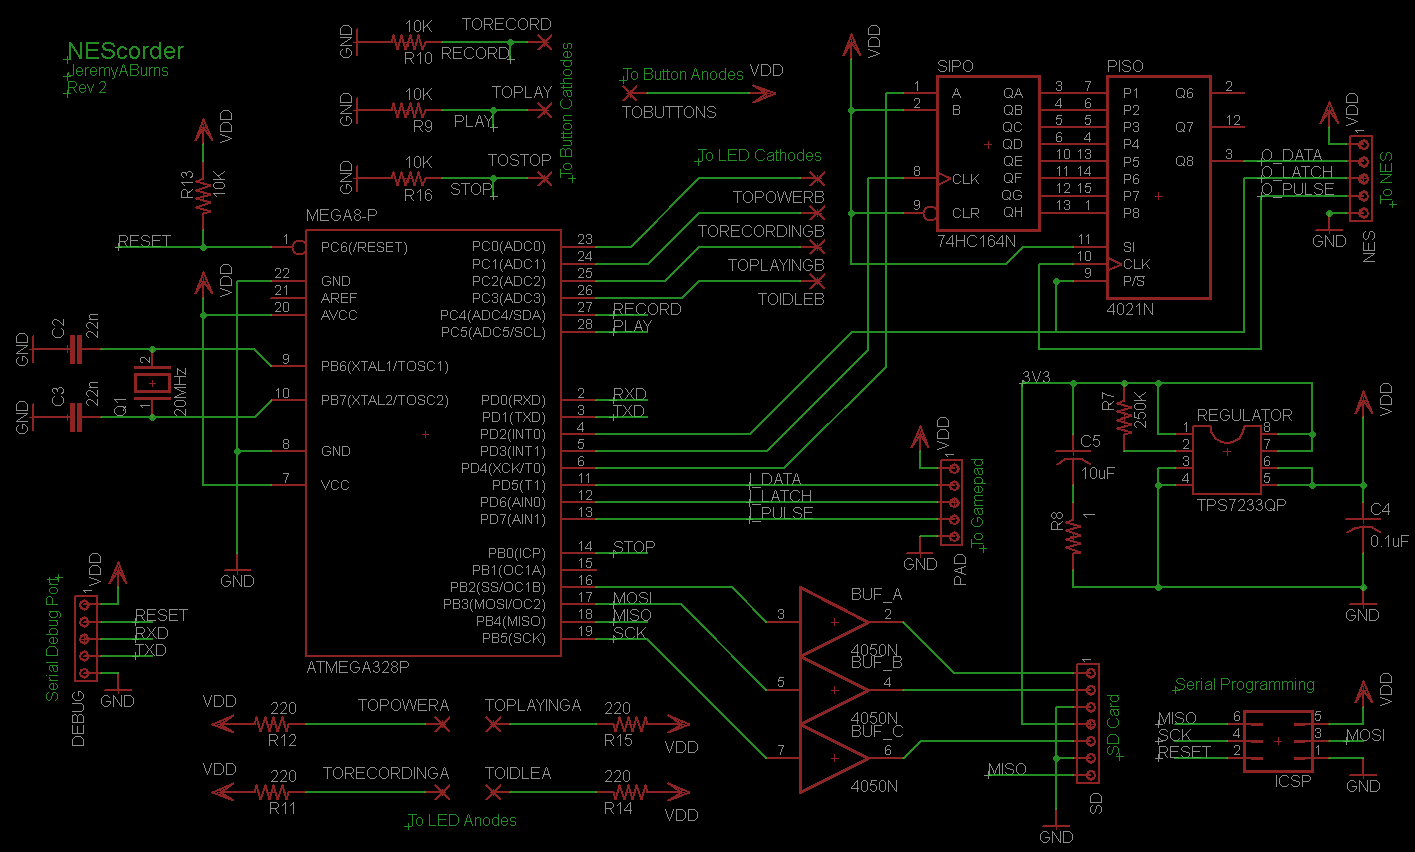 NEScorder
JeremyABurns
Rev 2
GND
10K
R10
TORECORD
RECORD
GND
10K
R9
TOPLAY
PLAY
GND
10K
R16
TOSTOP
STOP
To Button Cathodes
To Button Anodes
VDD
TOBUTTONS
To LED Cathodes
TOPOWERB
TORECORDINGB
TOPLAYINGB
TOIDLEB
VDD
R13
10K
RESET
VDD
MEGA8-P
1 PC6(/RESET)
22 GND
21 AREF
20 AVCC
9 PB6(XTAL1/TOSC1)
10 PB7(XTAL2/TOSC2)
8 GND
7 VCC
PC0(ADC0) 23
PC1(ADC1) 24
PC2(ADC2) 25
PC3(ADC3) 26
PC4(ADC4/SDA) 27 RECORD
PC5(ADC5/SCL) 28 PLAY
PD0(RXD) 2 RXD
PD1(TXD) 3 TXD
PD2(INT0) 4
PD3(INT1) 5
PD4(XCK/T0) 6
PD5(T1) 11 I_DATA
PD6(AIN0) 12 I_LATCH
PD7(AIN1) 13 I_PULSE
PB0(ICP) 14 STOP
PB1(OC1A) 15
PB2(SS/OC1B) 16
PB3(MOSI/OC2) 17 MOSI
PB4(MISO) 18 MISO
PB5(SCK) 19 SCK
ATMEGA328P
GND
GND
C2
22n
GND
C3
22n
2
1
Q1
20MHz
VDD
SIPO
1 A QA 3
2 B QB 4
QC 5
QD 6
QE 10
8 CLK QF 11
QG 12
9 CLR QH 13
74HC164N
PISO
7 P1 Q6 2
6 P2
5 P3 Q7 12
4 P4
13 P5 Q8 3
14 P6
15 P7
1 P8
11 SI
10 CLK
9 P/S
4021N
VDD
1
O_DATA
O_LATCH
O_PULSE
GND
NES
To NES
3V3
R7
250K
C5
10uF
R8
1
REGULATOR
1 8
2 7
3 6
4 5
TPS7233QP
VDD
C4
0.1uF
GND
VDD
1
GND
PAD
To Gamepad
Serial Debug Port
VDD
1
RESET
RXD
TXD
GND
DEBUG
VDD
220
R12
TOPOWERA
TOPLAYINGA
220
R15
VDD
VDD
220
R11
TORECORDINGA
TOIDLEA
220
R14
VDD
To LED Anodes
BUF_A
3 2
4050N
BUF_B
5 4
4050N
BUF_C
7 6
4050N
MISO
1
SD Card
SD
GND
Serial Programming
VDD
MISO 6 5
SCK 4 3 MOSI
RESET 2 1
ICSP
GND